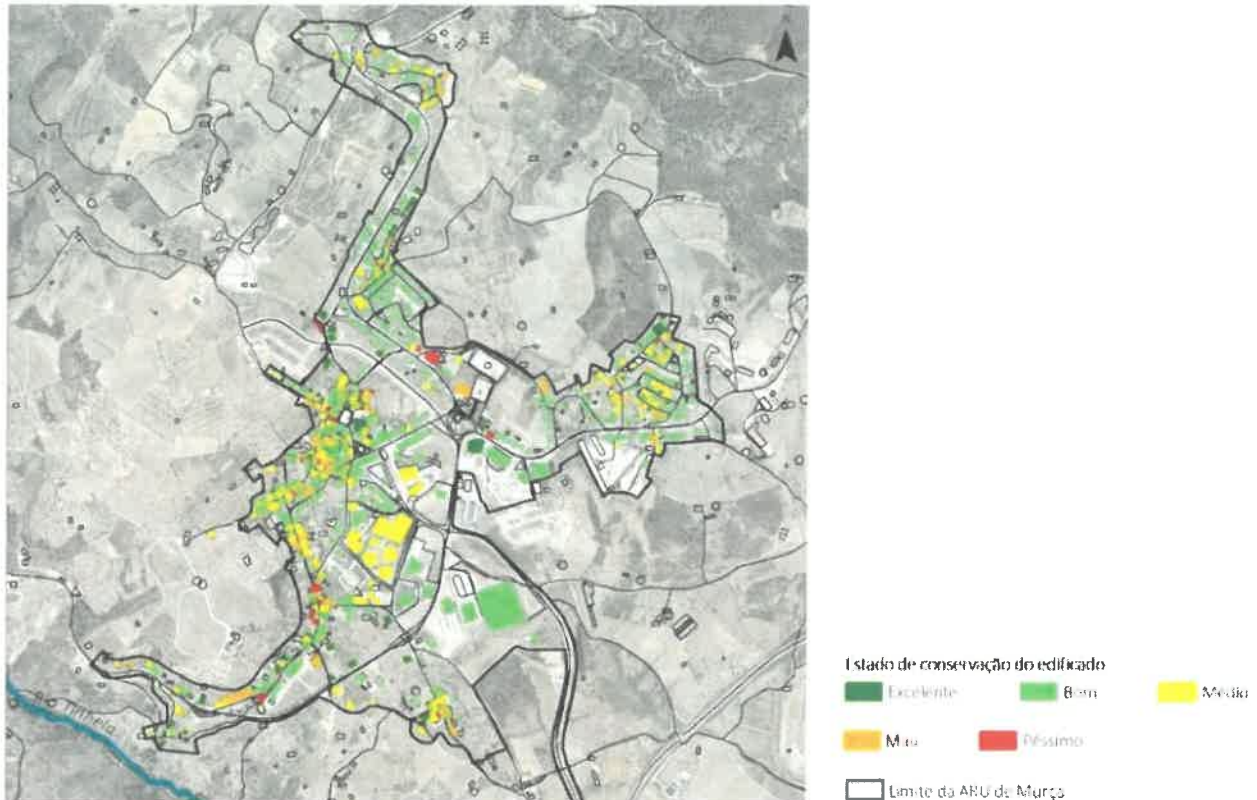 Tinhela
Estado de conservação do edificado
Excelente Bom Médio
Mau Péssimo
Limite da ARU de Murça